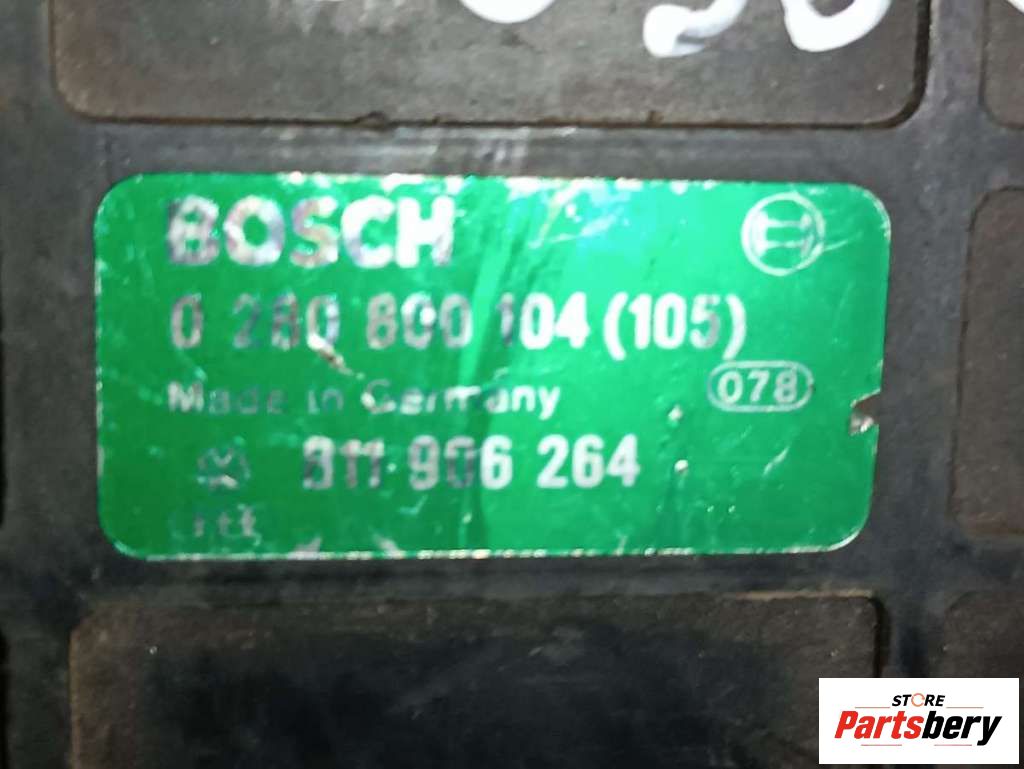 BOSCH
0 280 800 104 (105)
Made in Germany
078
811 906 264
STORE
Partsbery